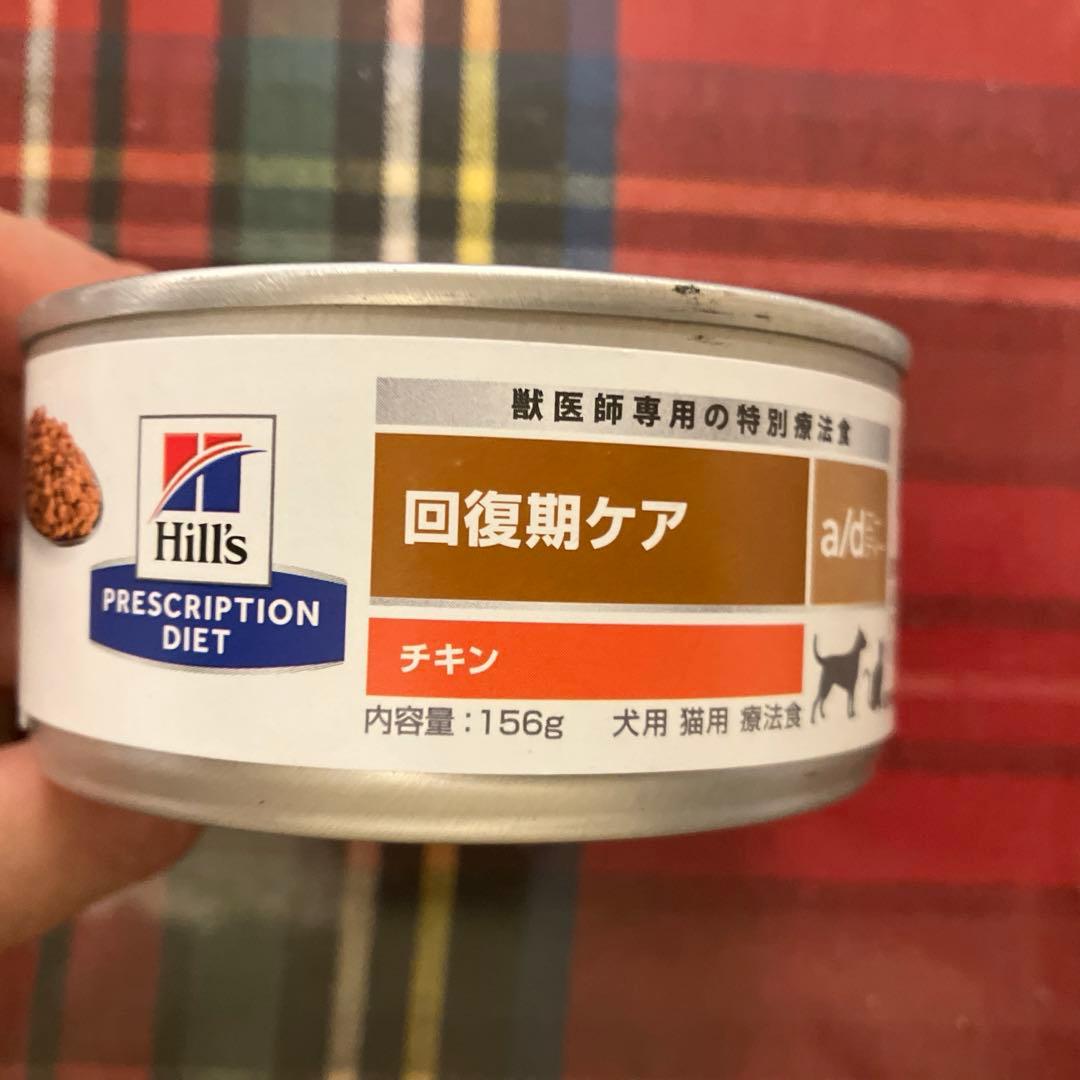 獣医師専用の特別療法食
Hill's
PRESCRIPTION
DIET
回復期ケア
a/d
チキン
内容量:156g 犬用 猫用 療法食